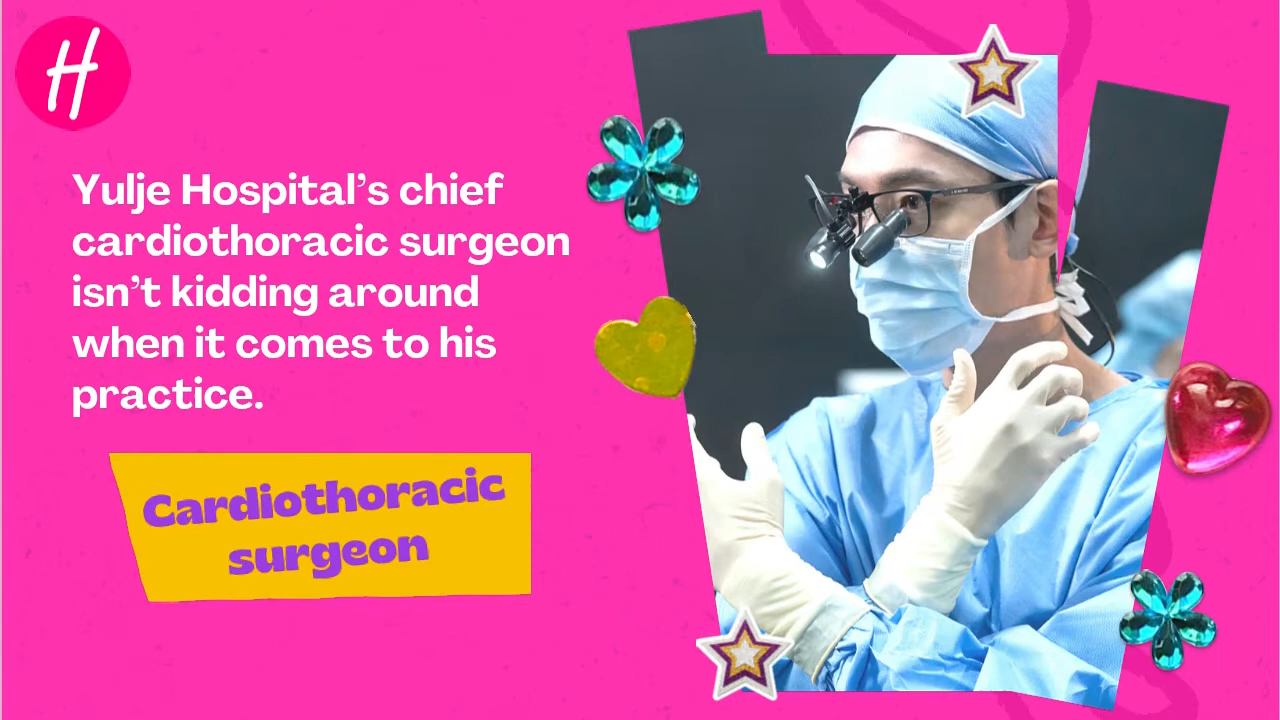 H
Yulje Hospital’s chief
cardiothoracic surgeon
isn’t kidding around
when it comes to his
practice.
Cardiothoracic
surgeon